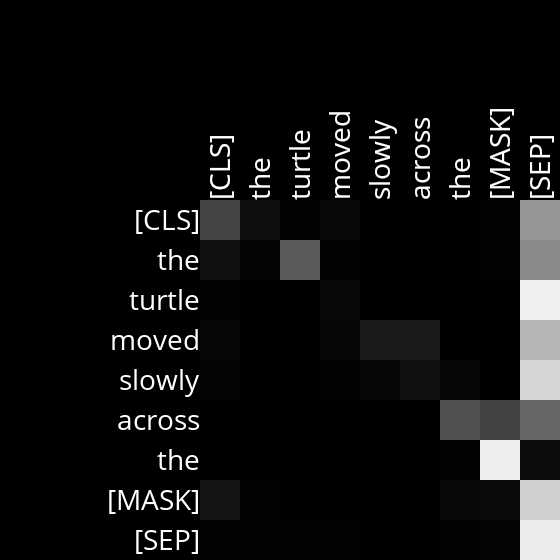 [CLS] the turtle moved slowly across the [MASK] [SEP]
[CLS]
the
turtle
moved
slowly
across
the
[MASK]
[SEP]